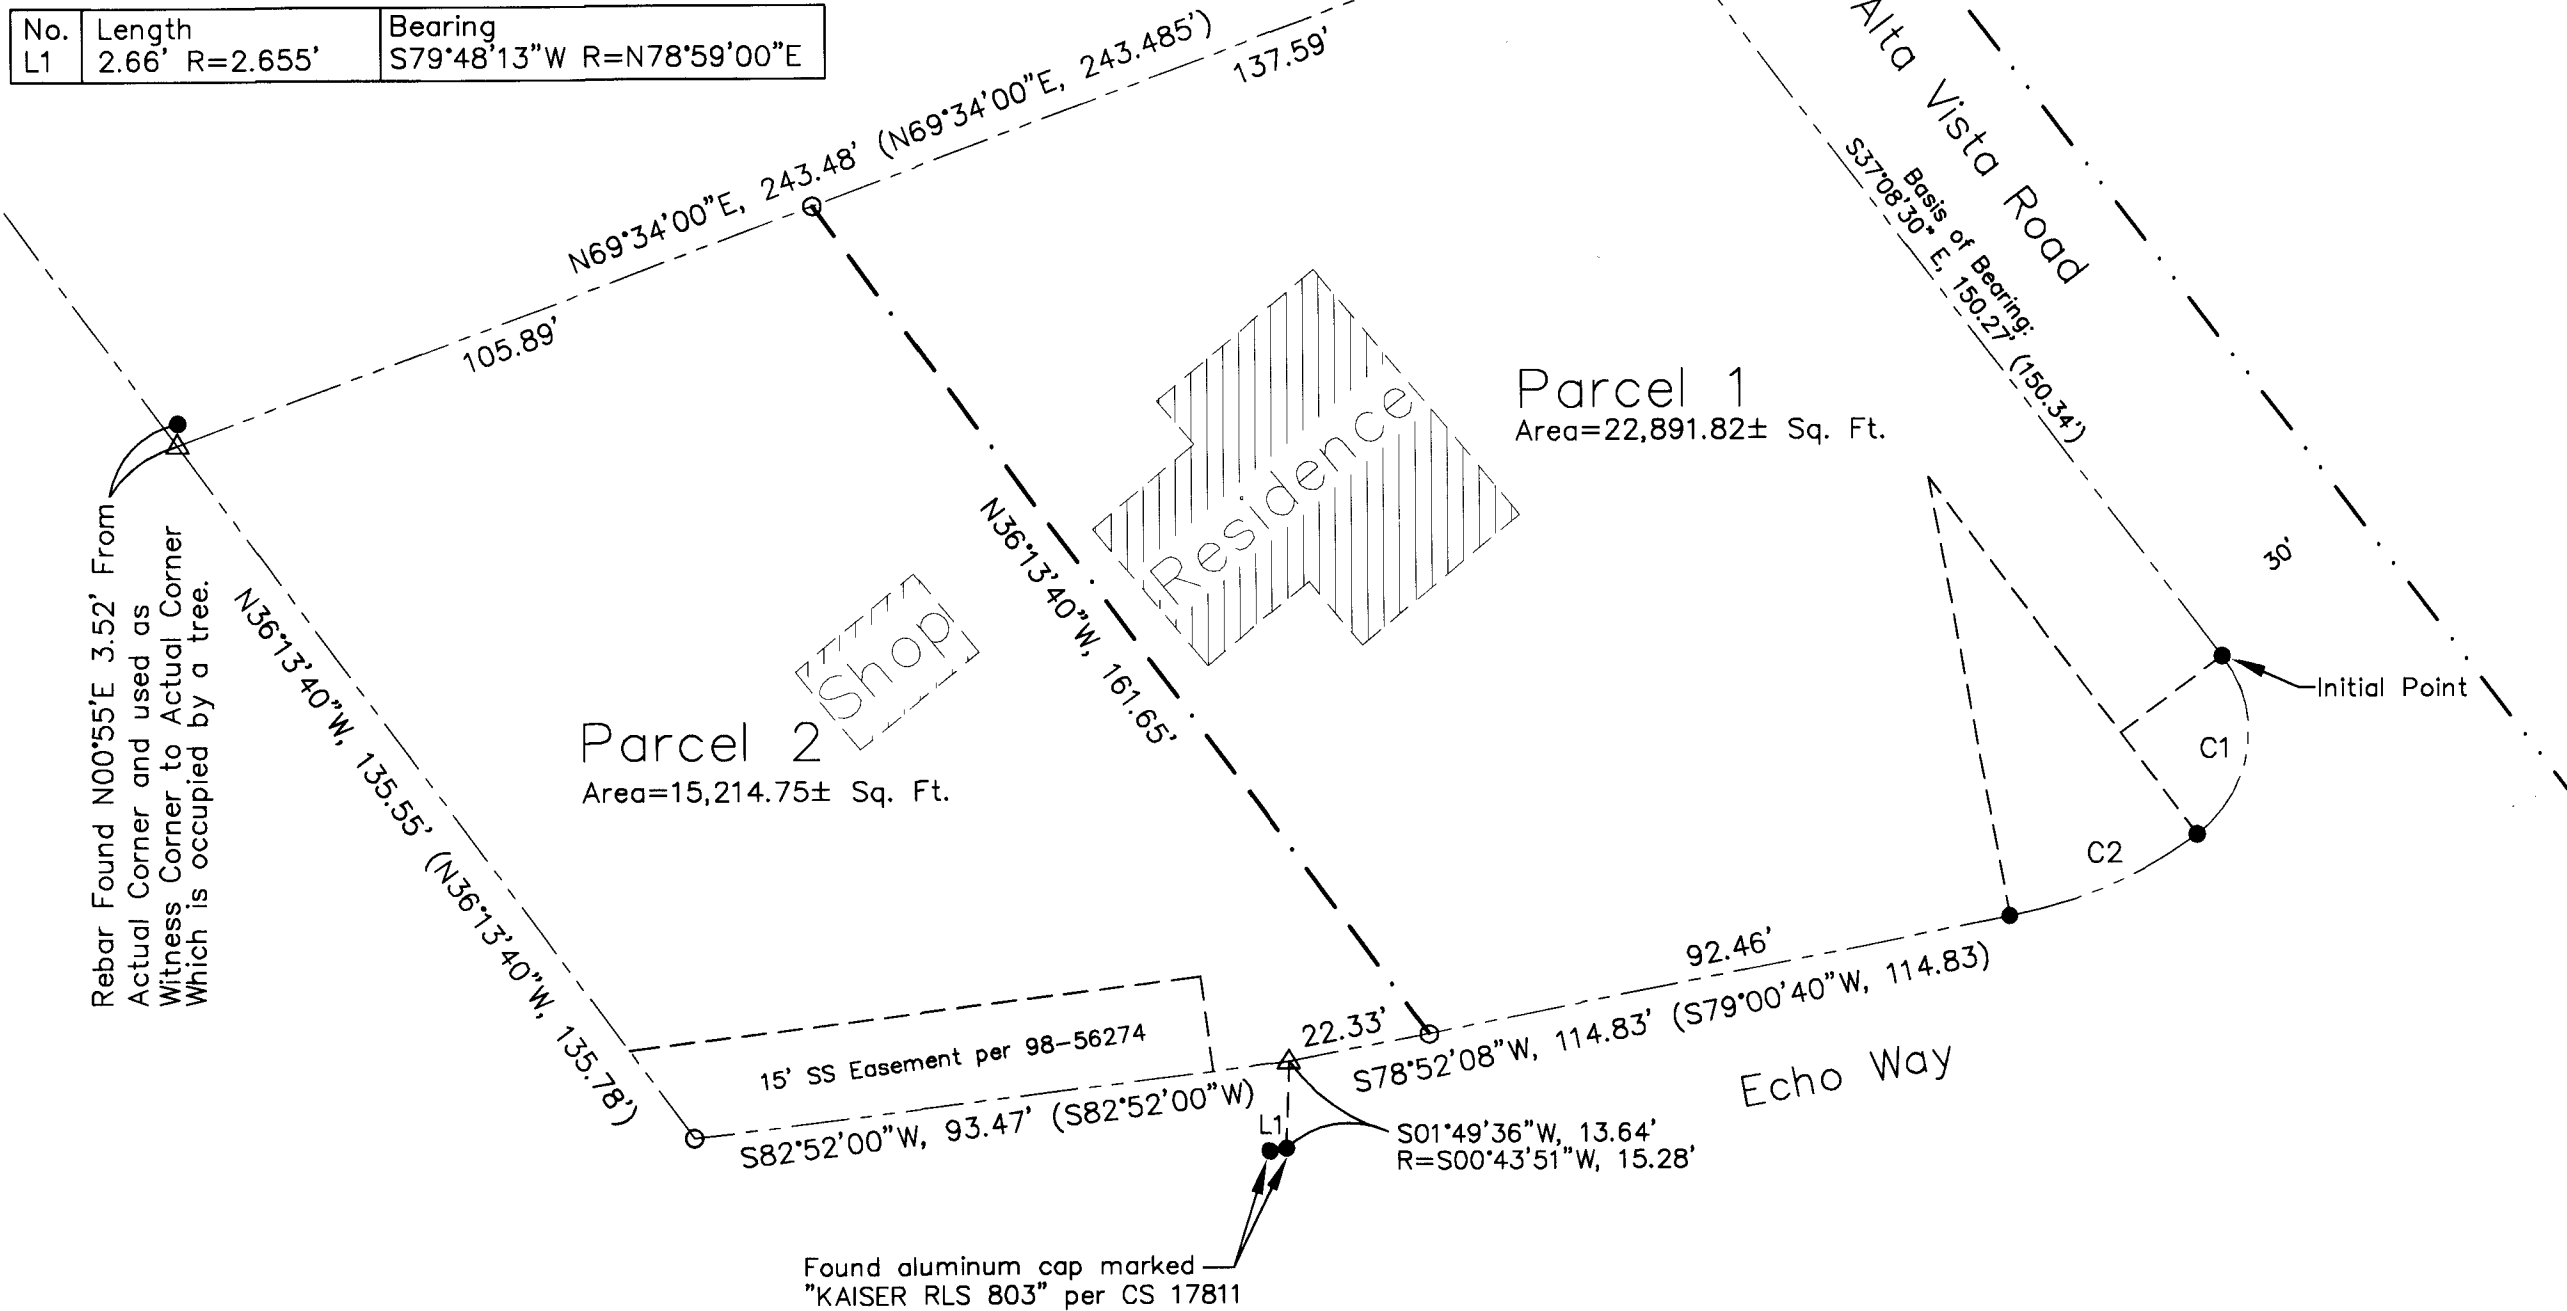 No. Length Bearing
L1 2.66' R=2.655' S79°48'13"W R=N78°59'00"E
N69°34'00"E, 243.48' (N69°34'00"E, 243.485')
137.59'
105.89'
Alta Vista Road
Basis of Bearing:
S37°08'30" E, 150.27' (150.34')
30'
Parcel 1
Area=22,891.82± Sq. Ft.
Residence
Initial Point
C1
C2
Rebar Found N00°55'E 3.52' From
Actual Corner and used as
Witness Corner to Actual Corner
Which is occupied by a tree.
N36°13'40"W, 135.55' (N36°13'40"W, 135.78')
N36°13'40"W, 161.65'
Shop
Parcel 2
Area=15,214.75± Sq. Ft.
15' SS Easement per 98-56274
S82°52'00"W, 93.47' (S82°52'00"W)
22.33'
92.46'
S78°52'08"W, 114.83' (S79°00'40"W, 114.83)
Echo Way
L1
S01°49'36"W, 13.64'
R=S00°43'51"W, 15.28'
Found aluminum cap marked
"KAISER RLS 803" per CS 17811